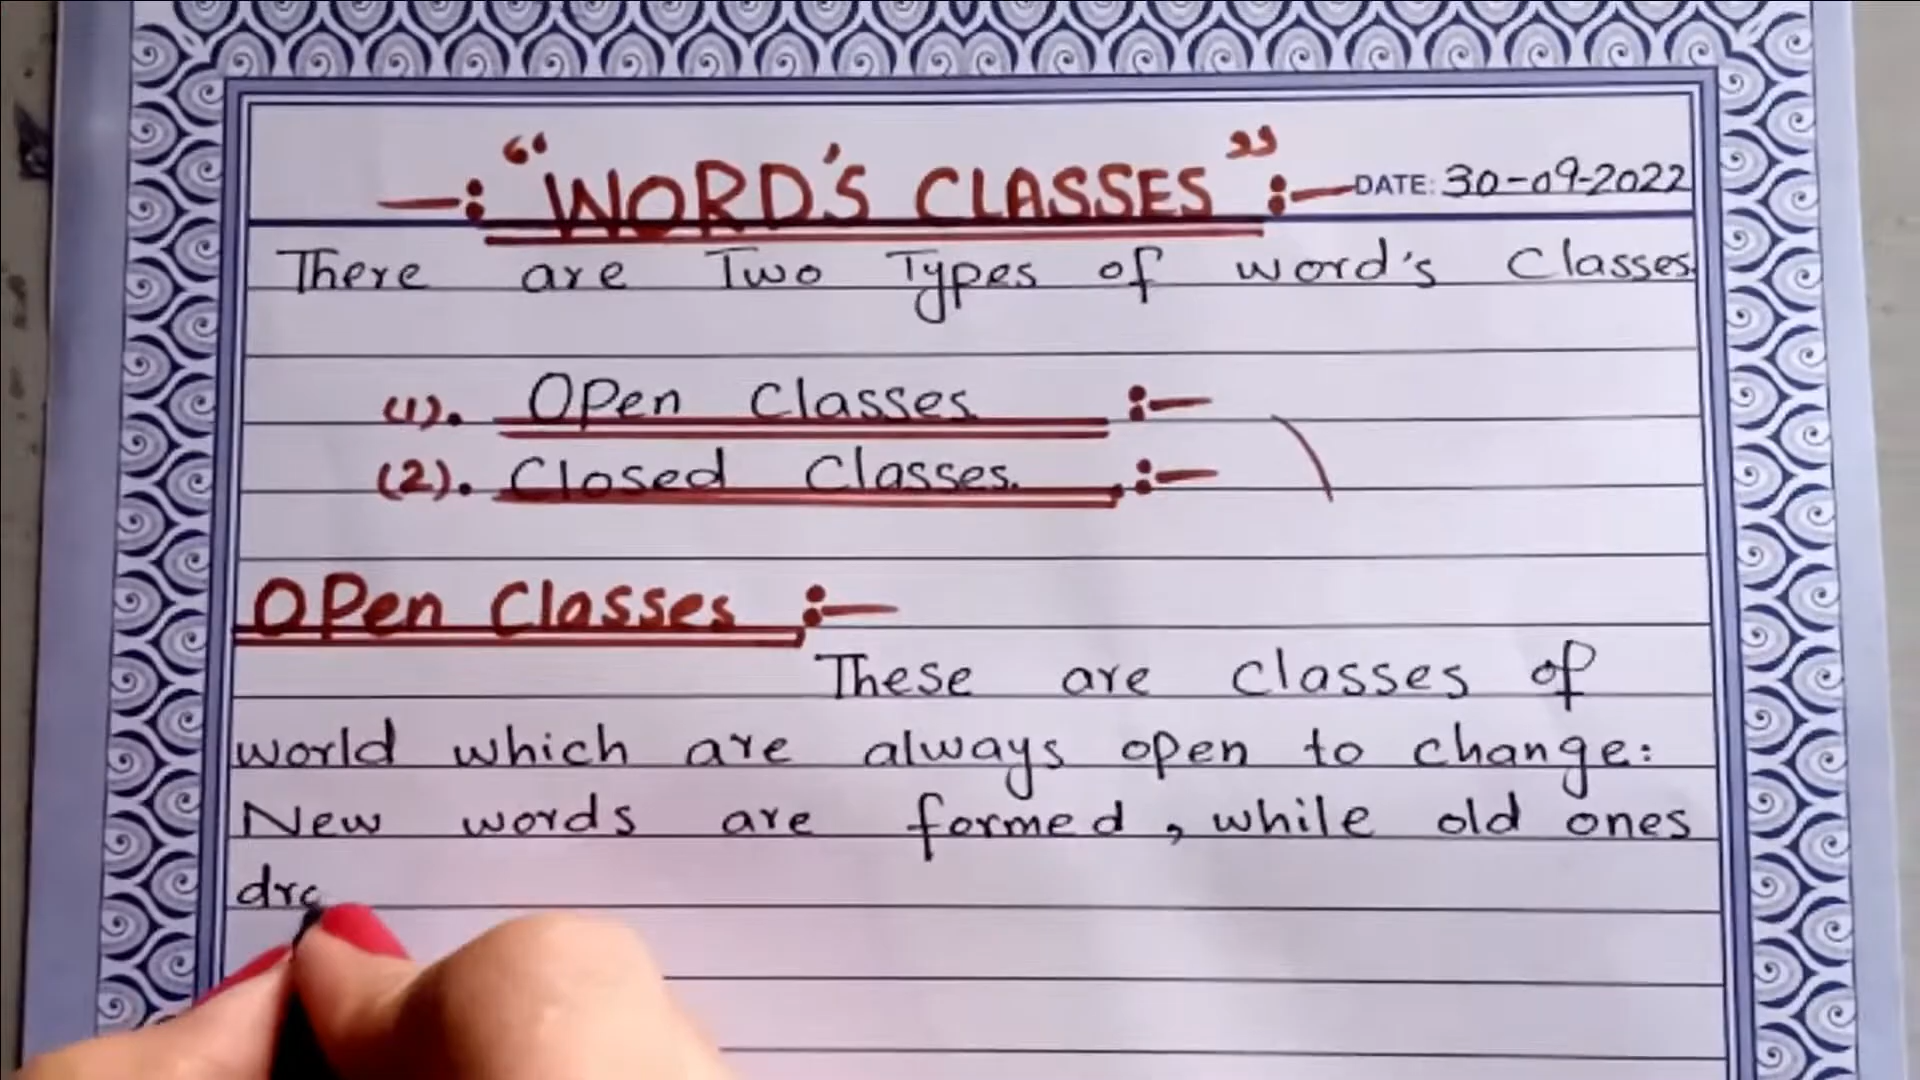 —: "WORD'S CLASSES" :— DATE: 30-09-2022
There are Two Types of word's Classes
(1). Open Classes :—
(2). Closed Classes. :—
Open Classes :—
These are classes of
world which are always open to change:
New words are formed, while old ones